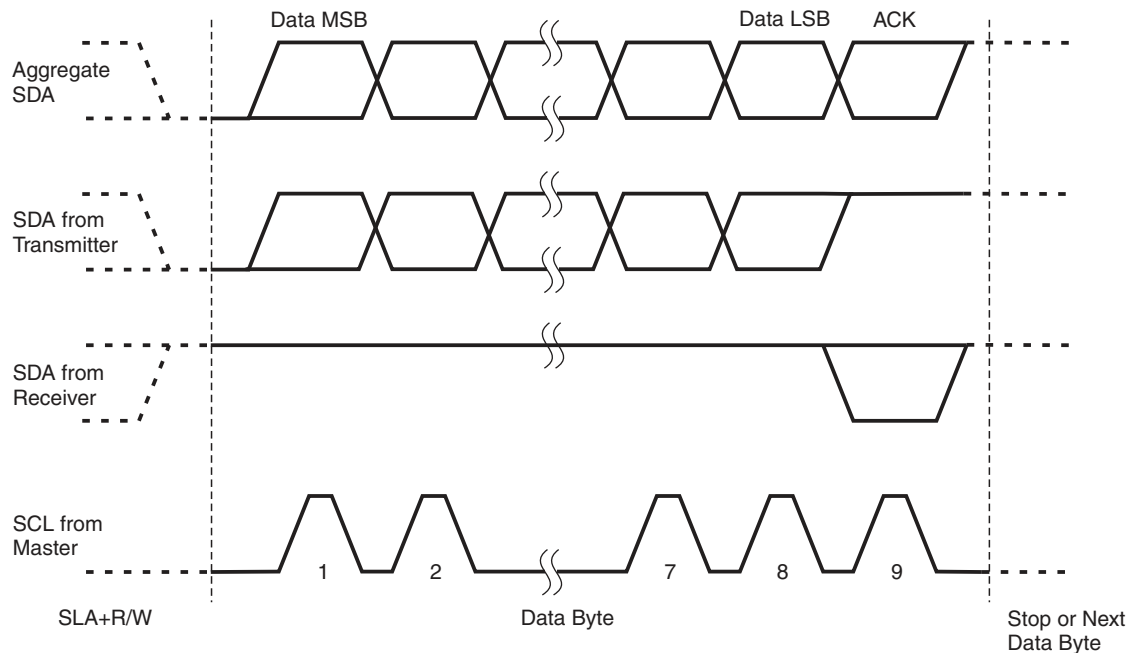 Data MSB
Data LSB
ACK
Aggregate
SDA
SDA from
Transmitter
SDA from
Receiver
SCL from
Master
1
2
7
8
9
SLA+R/W
Data Byte
Stop or Next
Data Byte